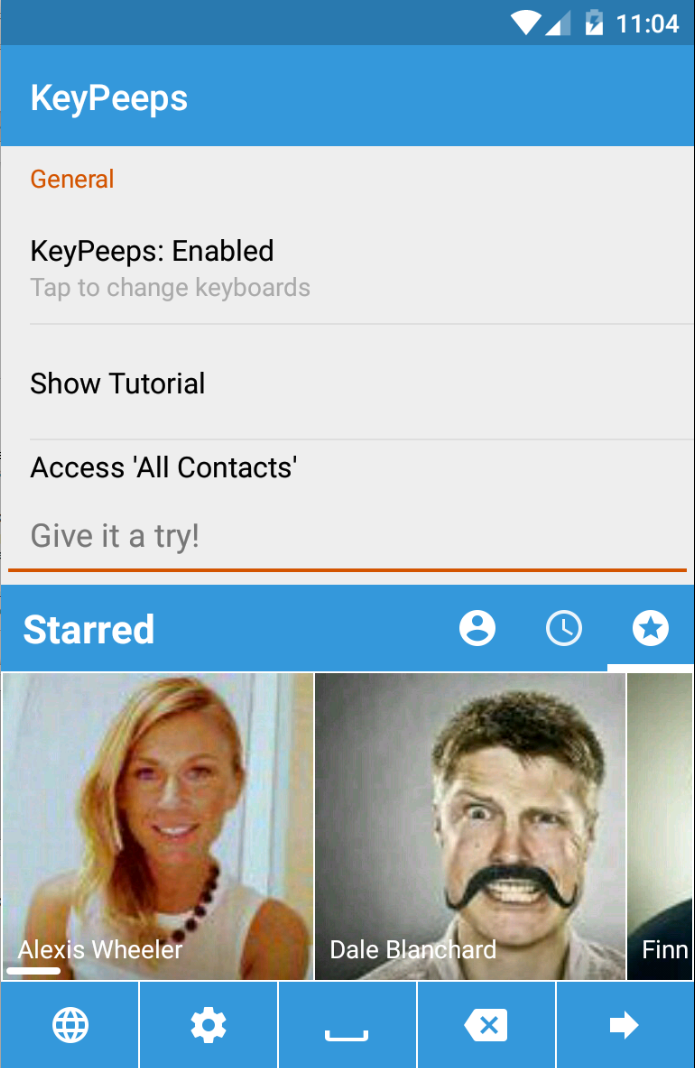 11:04
KeyPeeps
General
KeyPeeps: Enabled
Tap to change keyboards
Show Tutorial
Access 'All Contacts'
Give it a try!
Starred
Alexis Wheeler
Dale Blanchard
Finn